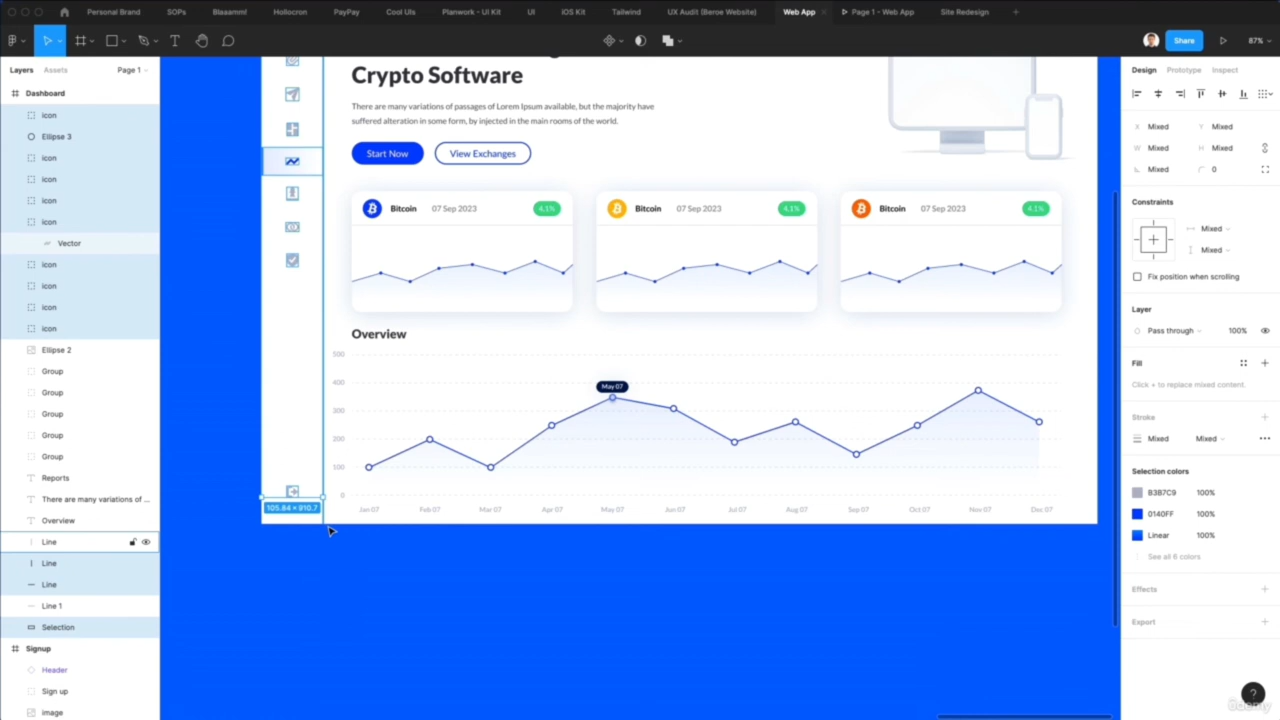 Personal Brand
SOPs
Blaaaml!
Hollocron
PayPay
Cool UIs
Planwork - UI Kit
UI
iOS Kit
Tailwind
UX Audit (Beroe Website)
Web App
Page 1 - Web App
Site Redesign
Share
87%
Layers
Assets
Page 1
Dashboard
icon
Ellipse 3
icon
icon
icon
icon
Vector
icon
icon
icon
icon
Ellipse 2
Group
Group
Group
Group
Group
Reports
There are many variations of ...
Overview
Line
Line
Line
Line 1
Selection
Signup
Header
Sign up
image
Crypto Software
There are many variations of passages of Lorem Ipsum available, but the majority have
suffered alteration in some form, by injected in the main rooms of the world.
Start Now
View Exchanges
Bitcoin
07 Sep 2023
4.1%
Bitcoin
07 Sep 2023
4.1%
Bitcoin
07 Sep 2023
4.1%
Overview
500
400
300
200
100
0
May 07
Jan 07
Feb 07
Mar 07
Apr 07
May 07
Jun 07
Jul 07
Aug 07
Sep 07
Oct 07
Nov 07
Dec 07
105.84 × 910.7
Design
Prototype
Inspect
X Mixed
Y Mixed
W Mixed
H Mixed
Mixed
0
Constraints
Mixed
Mixed
Fix position when scrolling
Layer
Pass through
100%
Fill
Click + to replace mixed content.
Stroke
Mixed
Mixed
Selection colors
B3B7C9 100%
0140FF 100%
Linear 100%
See all 6 colors
Effects
Export
?
ûdemy